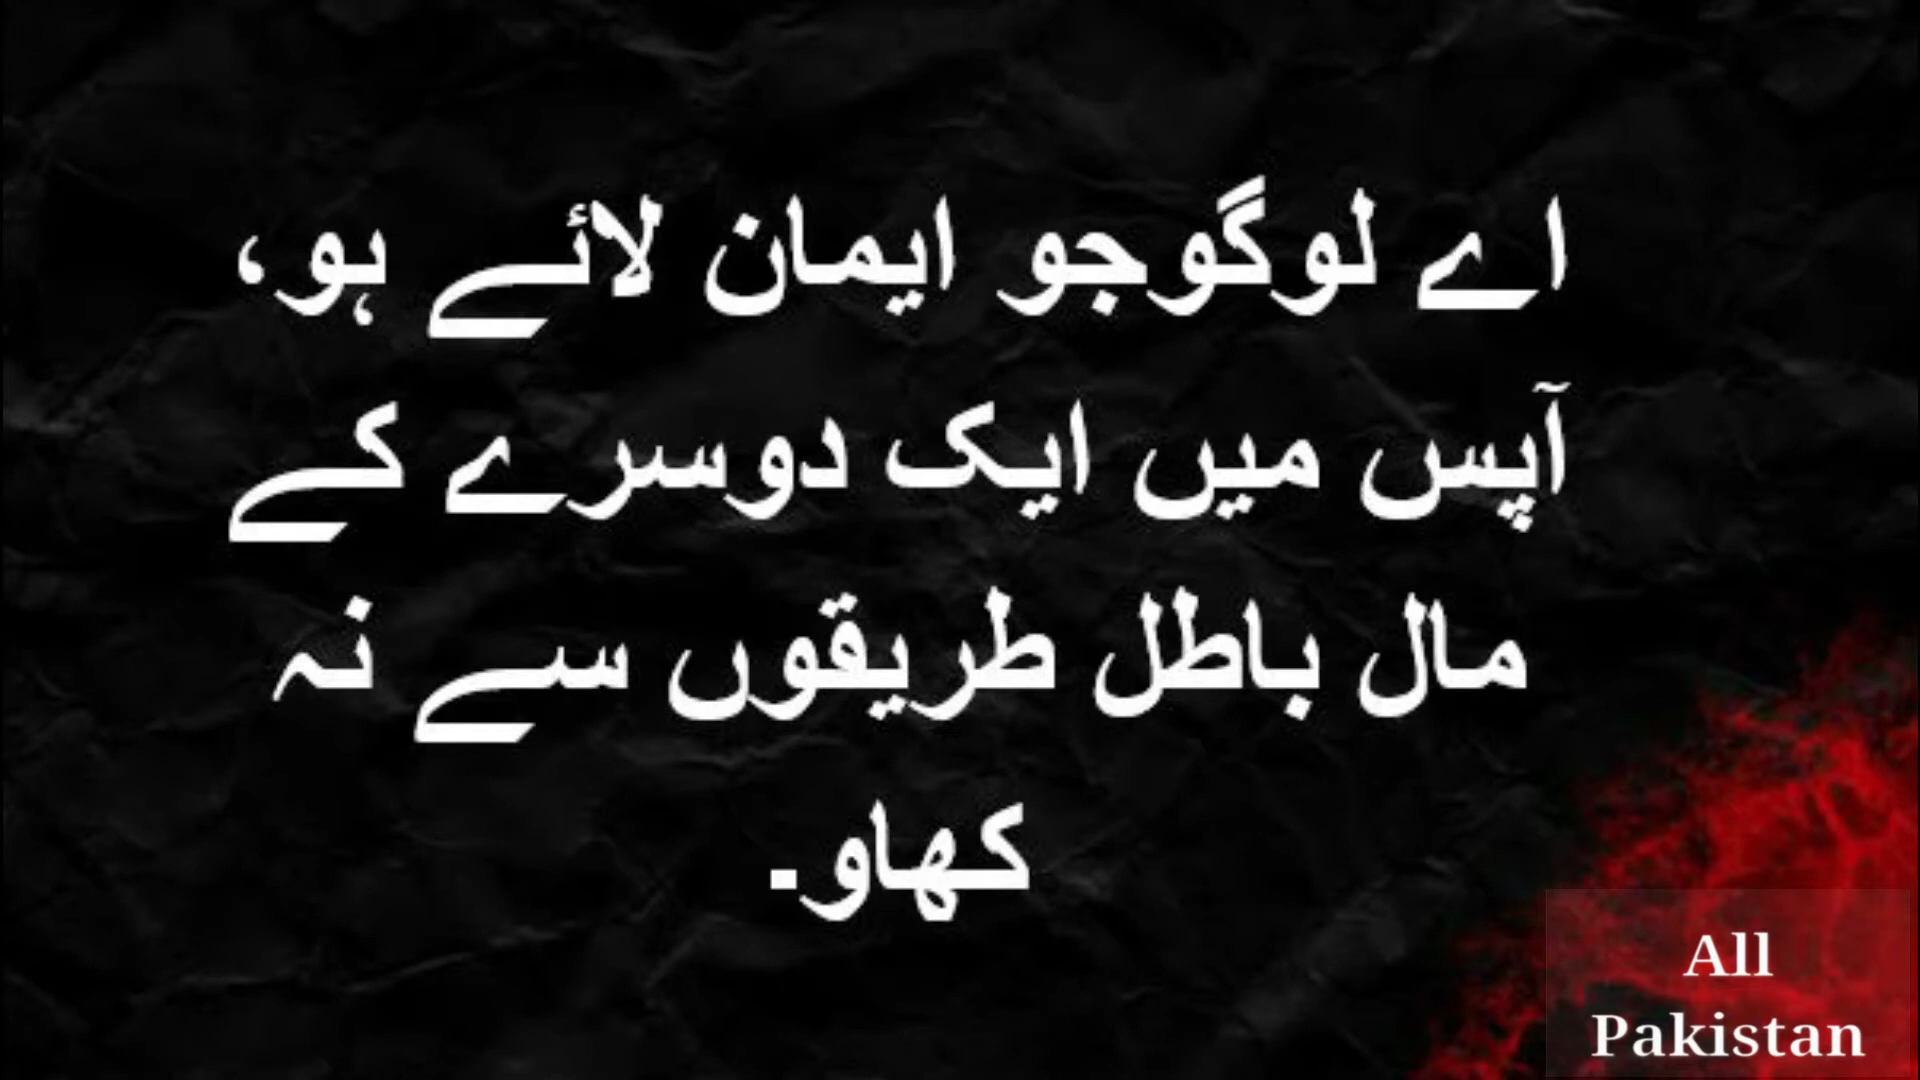 اے لوگوجو ایمان لائے ہو،
آپس میں ایک دوسرے کے
مال باطل طریقوں سے نہ
کھاو۔
All
Pakistan